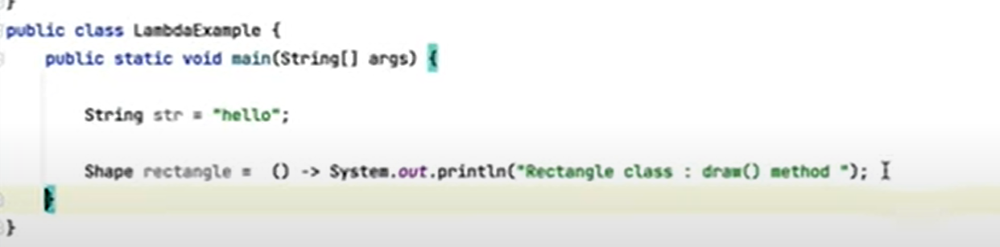 }
public class LambdaExample {
public static void main(String[] args) {
String str = "hello";
Shape rectangle = () -> System.out.println("Rectangle class : draw() method ");
}
}